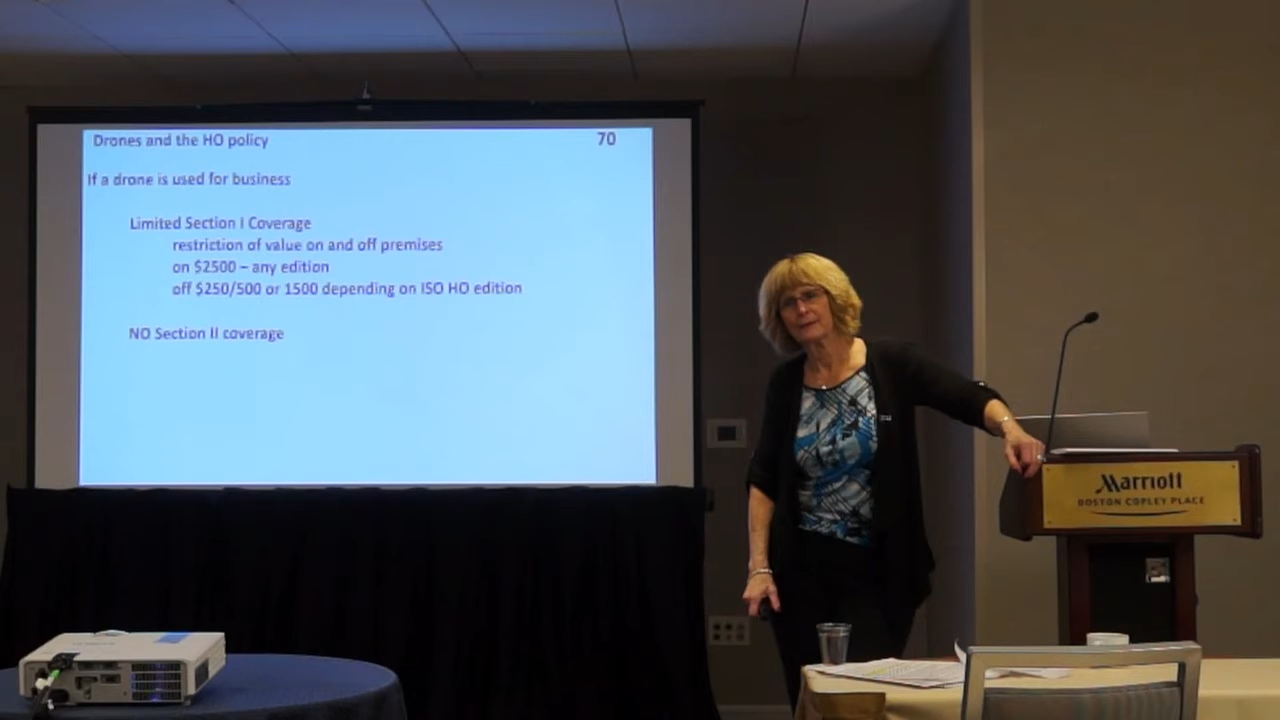 Drones and the HO policy 70
If a drone is used for business
Limited Section I Coverage
restriction of value on and off premises
on $2500 – any edition
off $250/500 or 1500 depending on ISO HO edition
NO Section II coverage
Marriott
BOSTON COPLEY PLACE